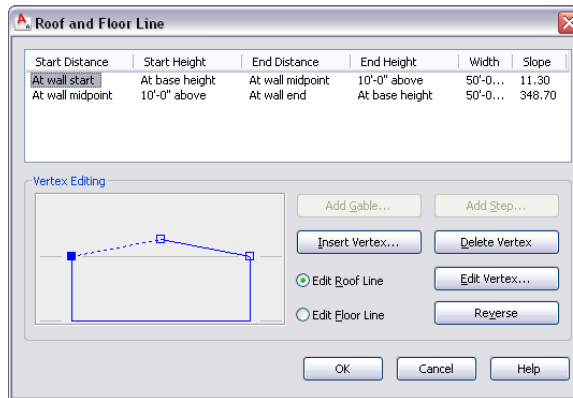 Roof and Floor Line
Start Distance Start Height End Distance End Height Width Slope
At wall start At base height At wall midpoint 10'-0" above 50'-0... 11.30
At wall midpoint 10'-0" above At wall end At base height 50'-0... 348.70
Vertex Editing
Add Gable... Add Step...
Insert Vertex... Delete Vertex
Edit Roof Line Edit Vertex...
Edit Floor Line Reverse
OK Cancel Help